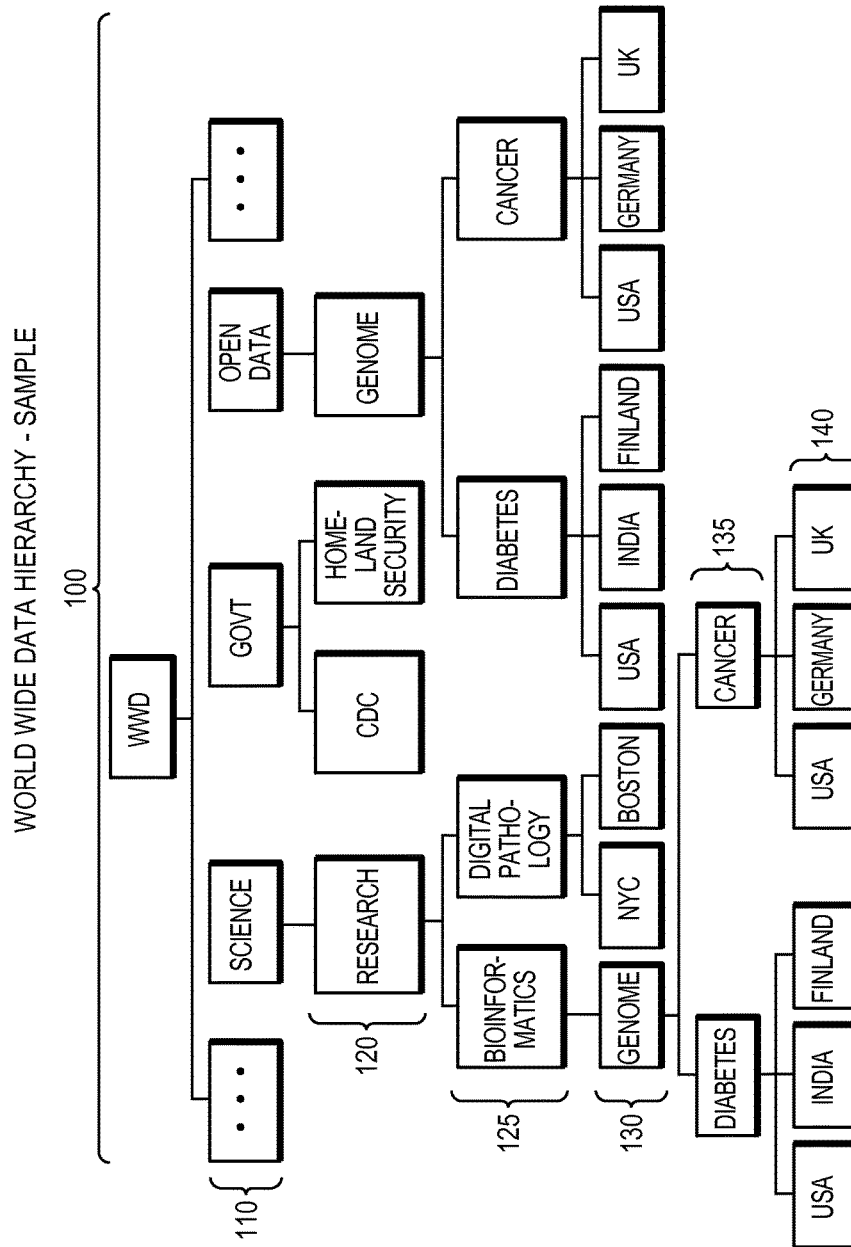 WORLD WIDE DATA HIERARCHY - SAMPLE
100
WWD
110
• • •
SCIENCE
GOVT
OPEN
DATA
• • •
120
RESEARCH
CDC
HOME-
LAND
SECURITY
GENOME
125
BIOINFOR-
MATICS
DIGITAL
PATHO-
LOGY
DIABETES
CANCER
130
GENOME
NYC
BOSTON
USA
INDIA
FINLAND
USA
GERMANY
UK
DIABETES
CANCER
135
USA
INDIA
FINLAND
USA
GERMANY
UK
140